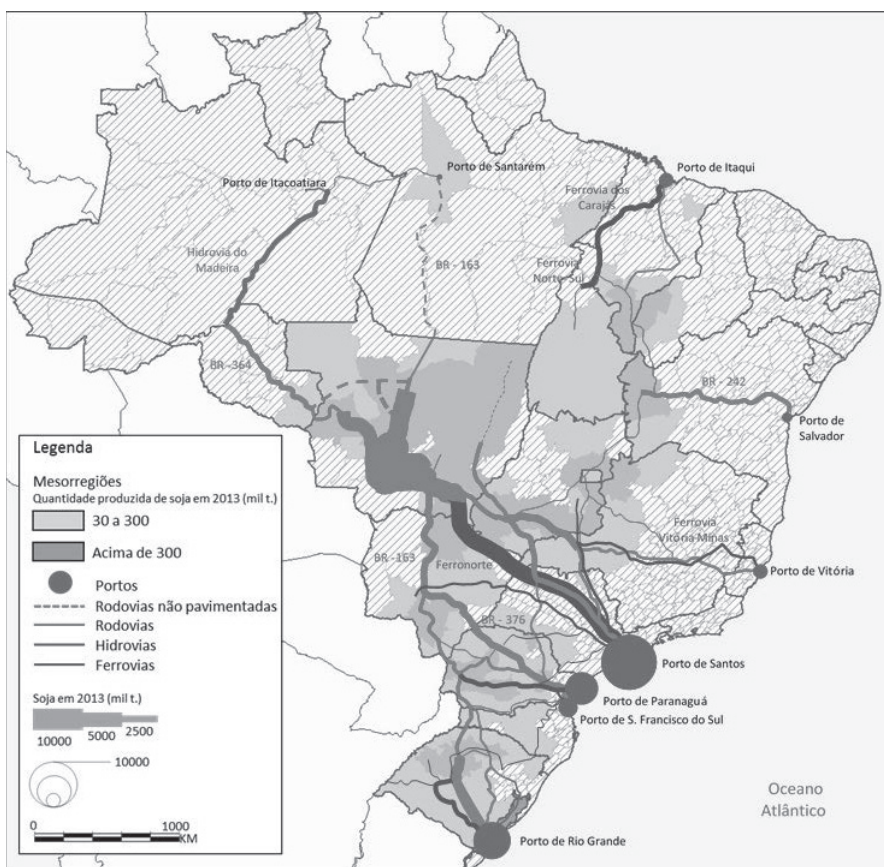 Porto de Itacoatiara
Porto de Santarém
Porto de Itaqui
Ferrovia dos
Carajás
Hidrovia do
Madeira
BR - 163
Ferrovia
Norte-Sul
BR -364
BR - 242
Porto de
Salvador
Ferrovia
Vitória Minas
BR -163
Ferronorte
Porto de Vitória
BR - 376
Porto de Santos
Porto de Paranaguá
Porto de S. Francisco do Sul
Oceano
Atlântico
Porto de Rio Grande
Legenda
Mesorregiões
Quantidade produzida de soja em 2013 (mil t.)
30 a 300
Acima de 300
Portos
Rodovias não pavimentadas
Rodovias
Hidrovias
Ferrovias
Soja em 2013 (mil t.)
10000 5000 2500
10000
0 1000
KM